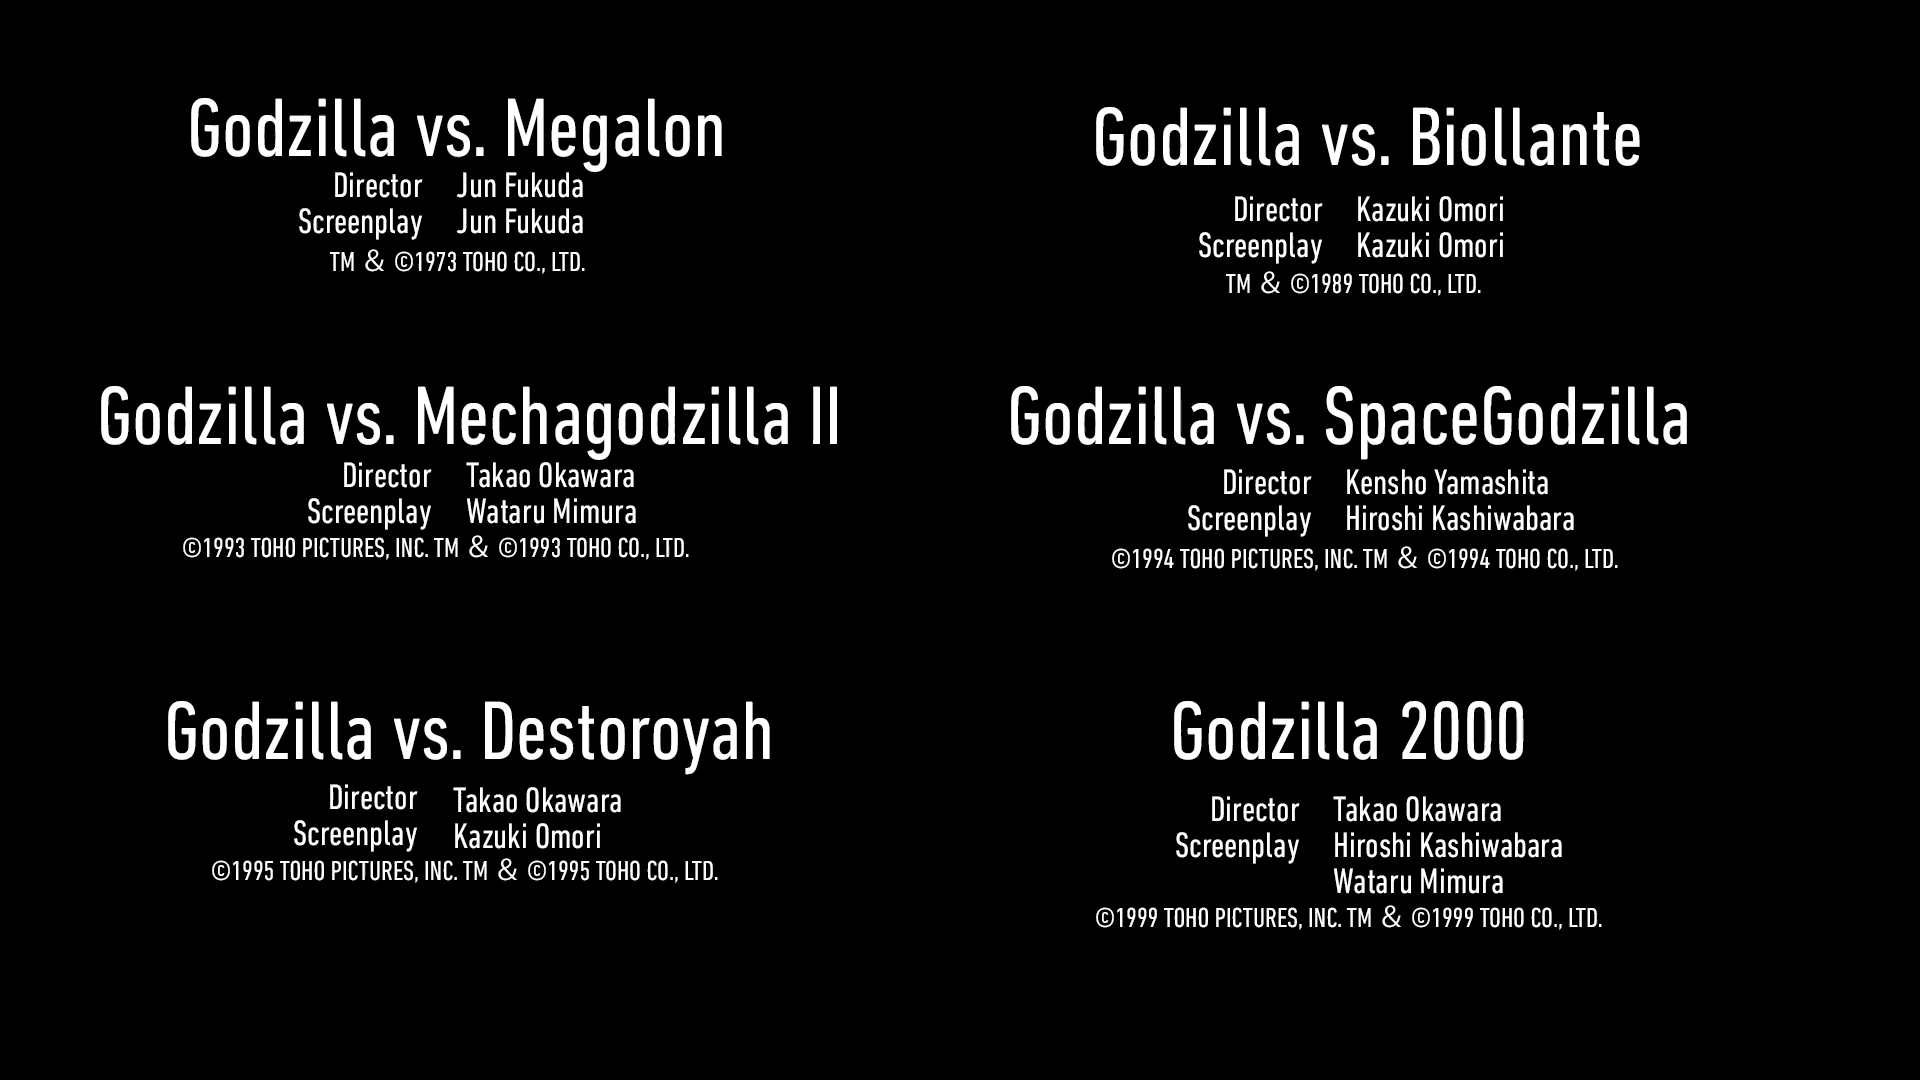 Godzilla vs. Megalon
Director Jun Fukuda
Screenplay Jun Fukuda
TM & ©1973 TOHO CO., LTD.
Godzilla vs. Biollante
Director Kazuki Omori
Screenplay Kazuki Omori
TM & ©1989 TOHO CO., LTD.
Godzilla vs. Mechagodzilla II
Director Takao Okawara
Screenplay Wataru Mimura
©1993 TOHO PICTURES, INC. TM & ©1993 TOHO CO., LTD.
Godzilla vs. SpaceGodzilla
Director Kensho Yamashita
Screenplay Hiroshi Kashiwabara
©1994 TOHO PICTURES, INC. TM & ©1994 TOHO CO., LTD.
Godzilla vs. Destoroyah
Director Takao Okawara
Screenplay Kazuki Omori
©1995 TOHO PICTURES, INC. TM & ©1995 TOHO CO., LTD.
Godzilla 2000
Director Takao Okawara
Screenplay Hiroshi Kashiwabara
Wataru Mimura
©1999 TOHO PICTURES, INC. TM & ©1999 TOHO CO., LTD.